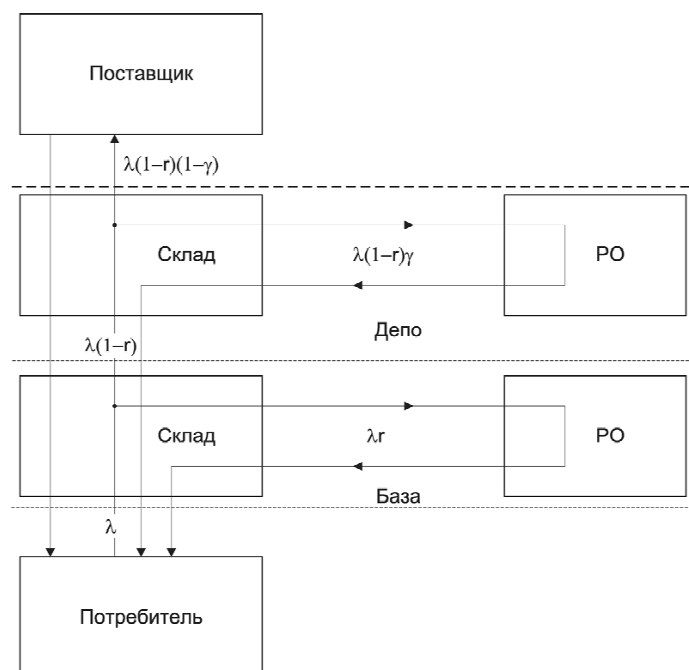 Поставщик
λ(1–r)(1–γ)
Склад
λ(1–r)γ
РО
Депо
λ(1–r)
Склад
λr
РО
База
λ
Потребитель